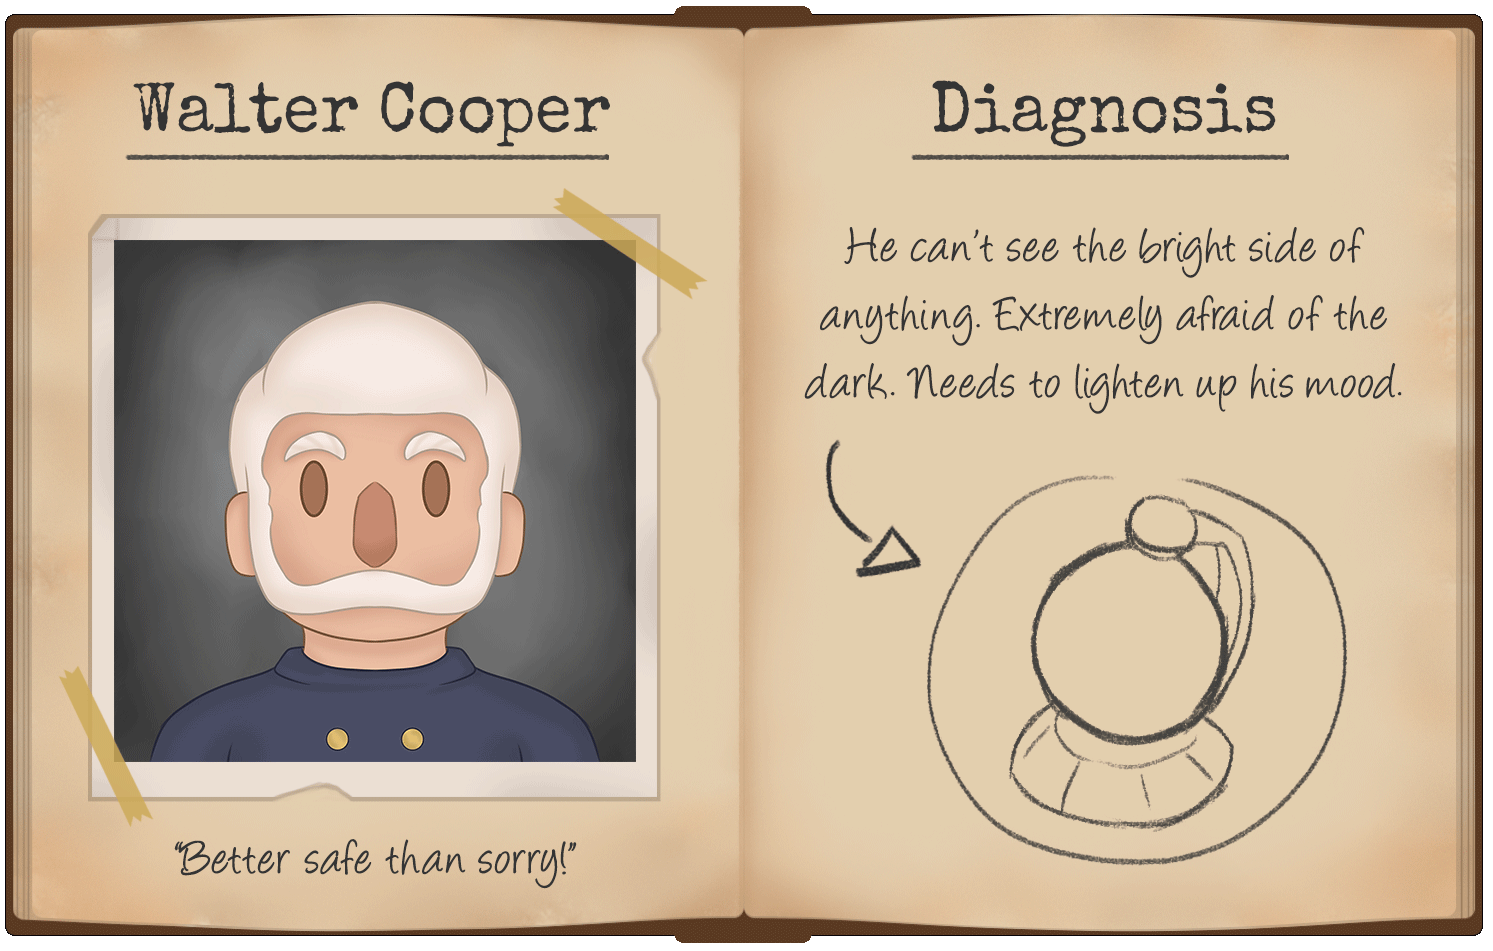 Walter Cooper
"Better safe than sorry!"
Diagnosis
He can't see the bright side of
anything. Extremely afraid of the
dark. Needs to lighten up his mood.